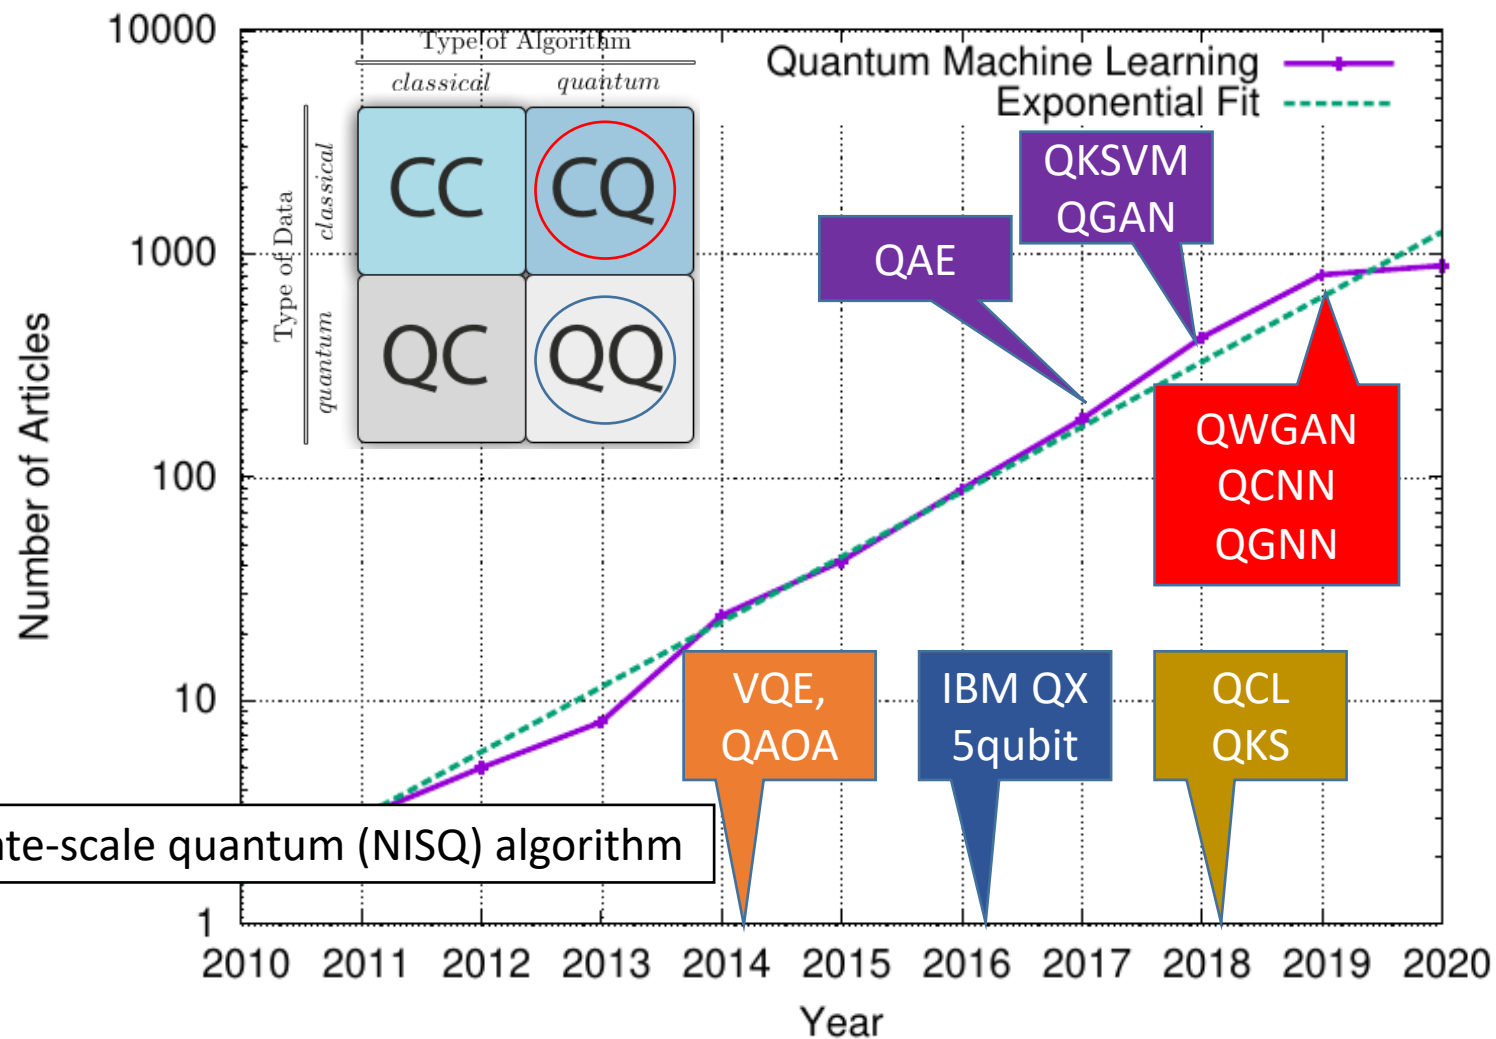 10000
1000
100
10
1
Number of Articles
Type of Algorithm
classical quantum
Type of Data
classical
quantum
CC CQ
QC QQ
Quantum Machine Learning
Exponential Fit
QKSVM
QGAN
QAE
QWGAN
QCNN
QGNN
VQE,
QAOA
IBM QX
5qubit
QCL
QKS
ate-scale quantum (NISQ) algorithm
2010 2011 2012 2013 2014 2015 2016 2017 2018 2019 2020
Year